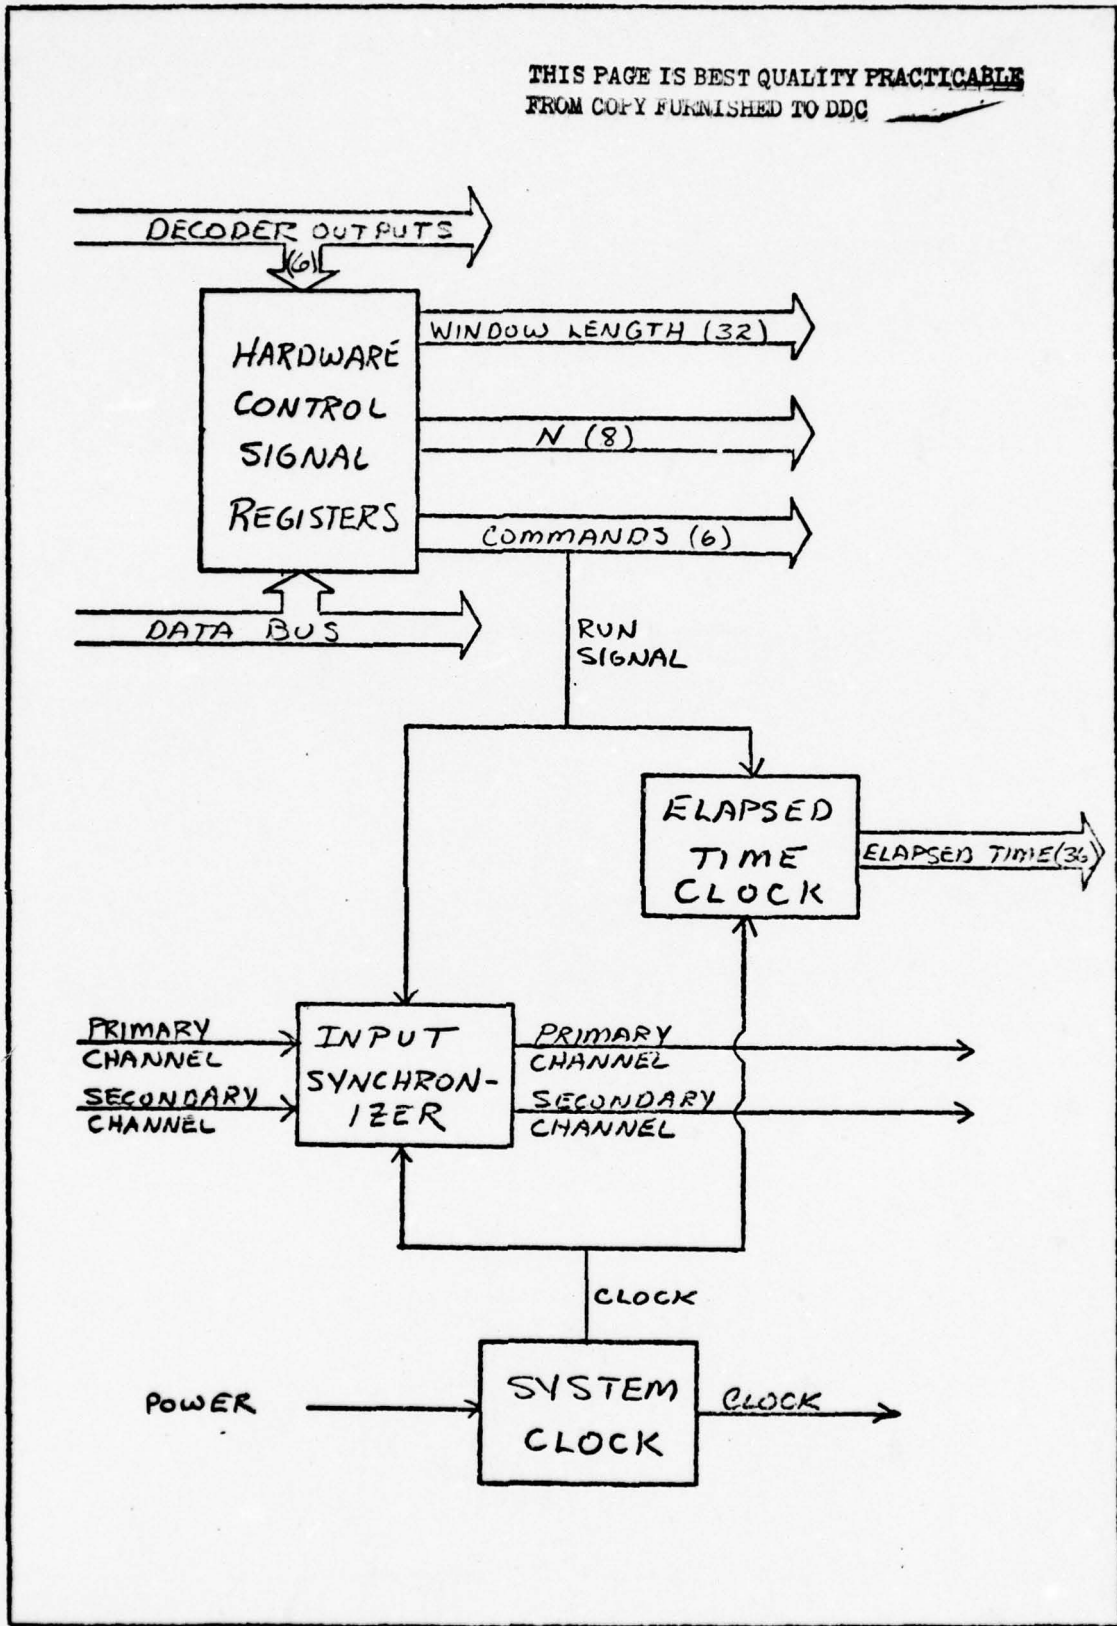 THIS PAGE IS BEST QUALITY PRACTICABLE
FROM COPY FURNISHED TO DDC
DECODER OUTPUTS
(6)
HARDWARE
CONTROL
SIGNAL
REGISTERS
WINDOW LENGTH (32)
N (8)
COMMANDS (6)
DATA BUS
RUN
SIGNAL
ELAPSED
TIME
CLOCK
ELAPSED TIME (36)
PRIMARY
CHANNEL
SECONDARY
CHANNEL
INPUT
SYNCHRON-
IZER
PRIMARY
CHANNEL
SECONDARY
CHANNEL
CLOCK
POWER
SYSTEM
CLOCK
CLOCK